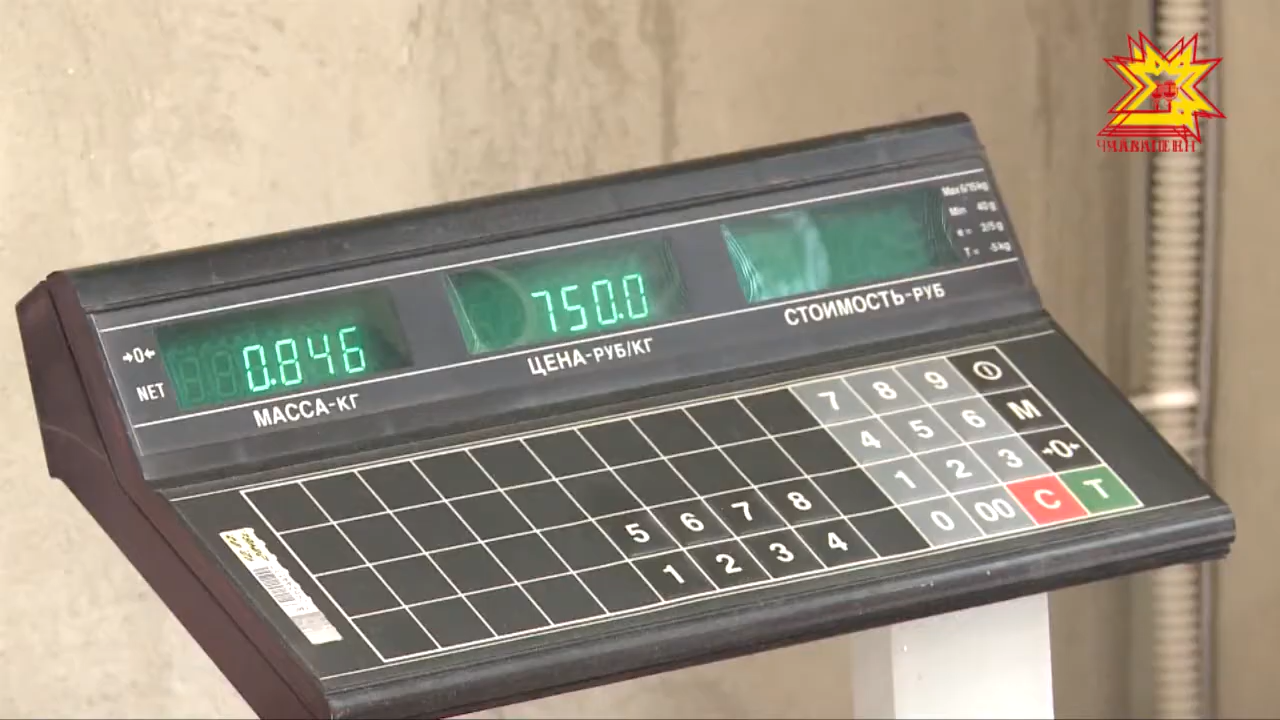 Max 6/15kg
Min 40g
e = 2/5g
T = -5kg
→0← 0.846 750.0
NET
МАССА-КГ ЦЕНА-РУБ/КГ СТОИМОСТЬ-РУБ
7 8 9
4 5 6 М
5 6 7 8 1 2 3 →0←
1 2 3 4 0 00 С Т